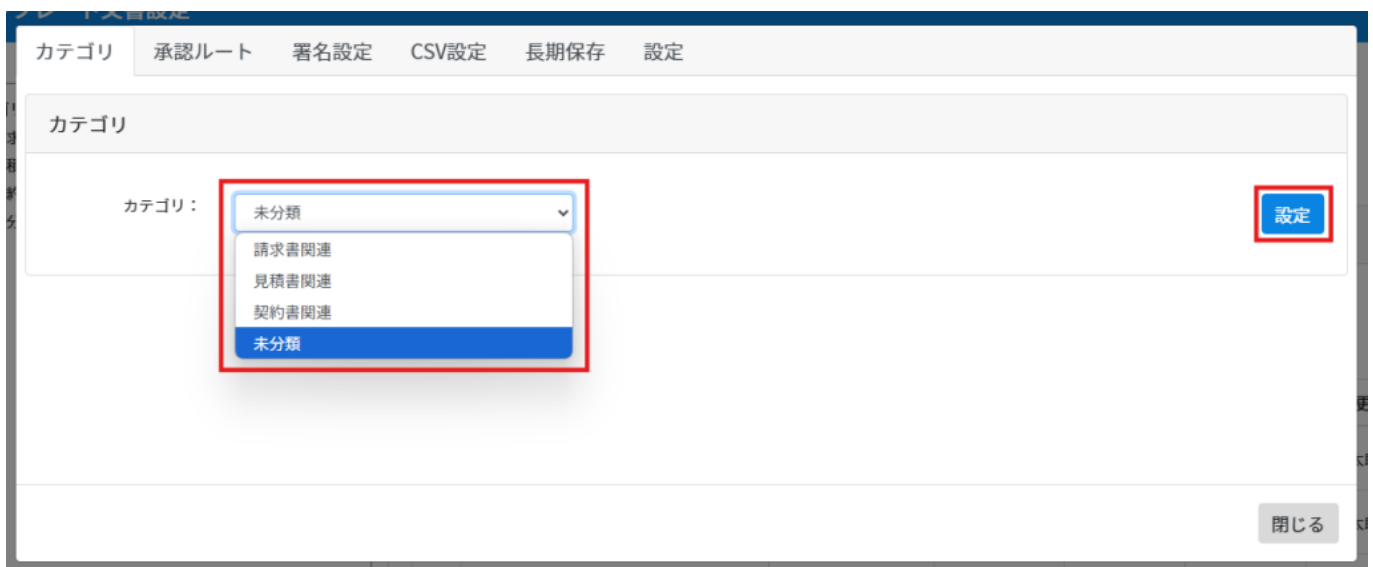 カテゴリ 承認ルート 署名設定 CSV設定 長期保存 設定
カテゴリ
カテゴリ： 未分類 設定
請求書関連
見積書関連
契約書関連
未分類
閉じる